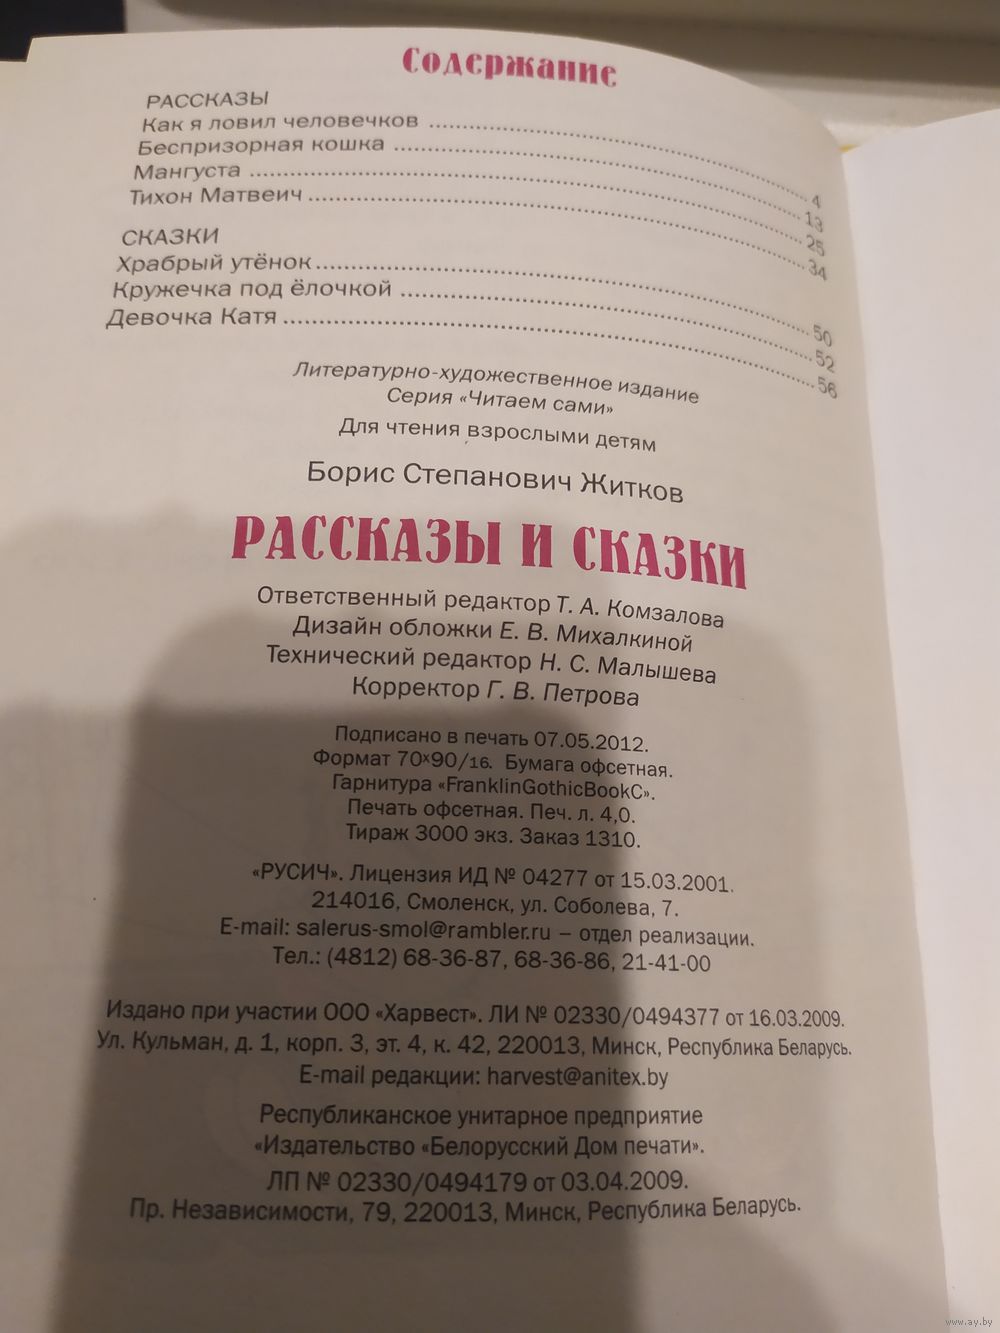 Содержание
РАССКАЗЫ
Как я ловил человечков ..... 4
Беспризорная кошка ..... 13
Мангуста ..... 25
Тихон Матвеич ..... 34
СКАЗКИ
Храбрый утёнок ..... 50
Кружечка под ёлочкой ..... 52
Девочка Катя ..... 56
Литературно-художественное издание
Серия «Читаем сами»
Для чтения взрослыми детям
Борис Степанович Житков
РАССКАЗЫ И СКАЗКИ
Ответственный редактор Т. А. Комзалова
Дизайн обложки Е. В. Михалкиной
Технический редактор Н. С. Малышева
Корректор Г. В. Петрова
Подписано в печать 07.05.2012.
Формат 70×90/16. Бумага офсетная.
Гарнитура «FranklinGothicBookC».
Печать офсетная. Печ. л. 4,0.
Тираж 3000 экз. Заказ 1310.
«РУСИЧ». Лицензия ИД № 04277 от 15.03.2001.
214016, Смоленск, ул. Соболева, 7.
E-mail: salerus-smol@rambler.ru – отдел реализации.
Тел.: (4812) 68-36-87, 68-36-86, 21-41-00
Издано при участии ООО «Харвест». ЛИ № 02330/0494377 от 16.03.2009.
Ул. Кульман, д. 1, корп. 3, эт. 4, к. 42, 220013, Минск, Республика Беларусь.
E-mail редакции: harvest@anitex.by
Республиканское унитарное предприятие
«Издательство «Белорусский Дом печати».
ЛП № 02330/0494179 от 03.04.2009.
Пр. Независимости, 79, 220013, Минск, Республика Беларусь.
www.ay.by